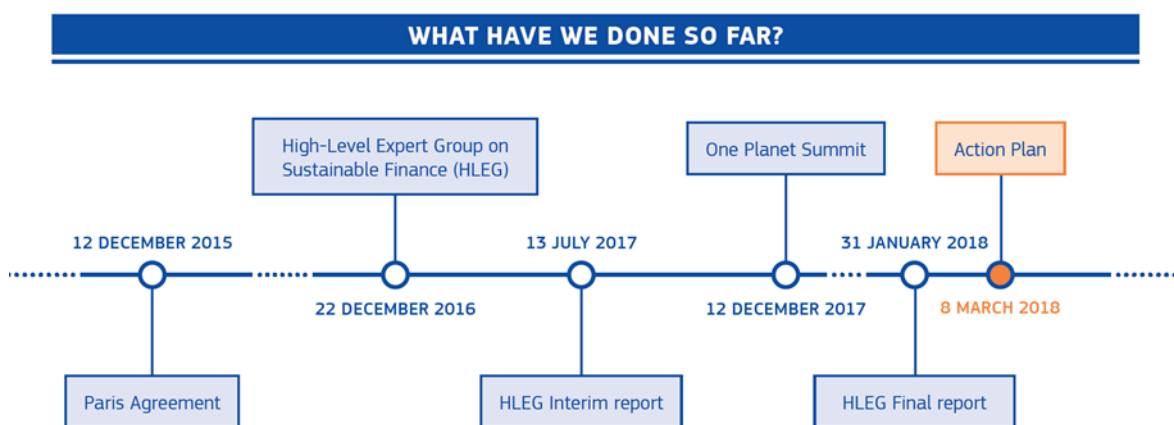 WHAT HAVE WE DONE SO FAR?
High-Level Expert Group on
Sustainable Finance (HLEG)
One Planet Summit
Action Plan
12 DECEMBER 2015
13 JULY 2017
31 JANUARY 2018
22 DECEMBER 2016
12 DECEMBER 2017
8 MARCH 2018
Paris Agreement
HLEG Interim report
HLEG Final report